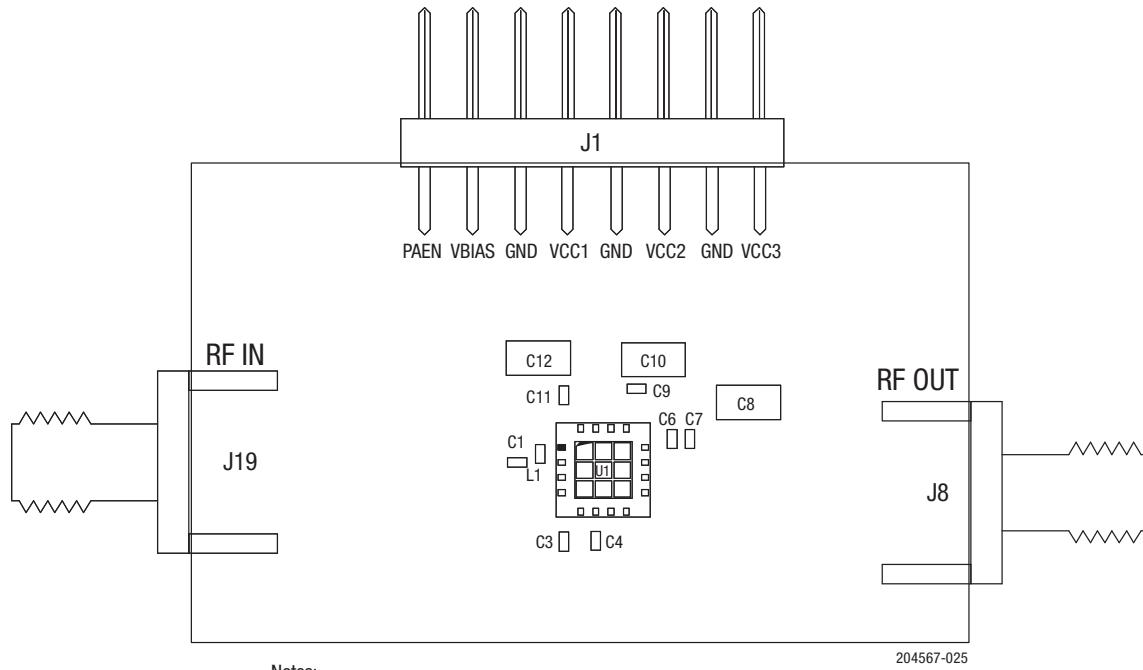 J1
PAEN VBIAS GND VCC1 GND VCC2 GND VCC3
RF IN
C12
C10
RF OUT
C11
C9
C8
C6 C7
C1
L1
U1
J19
J8
C3
C4
204567-025
Notes: